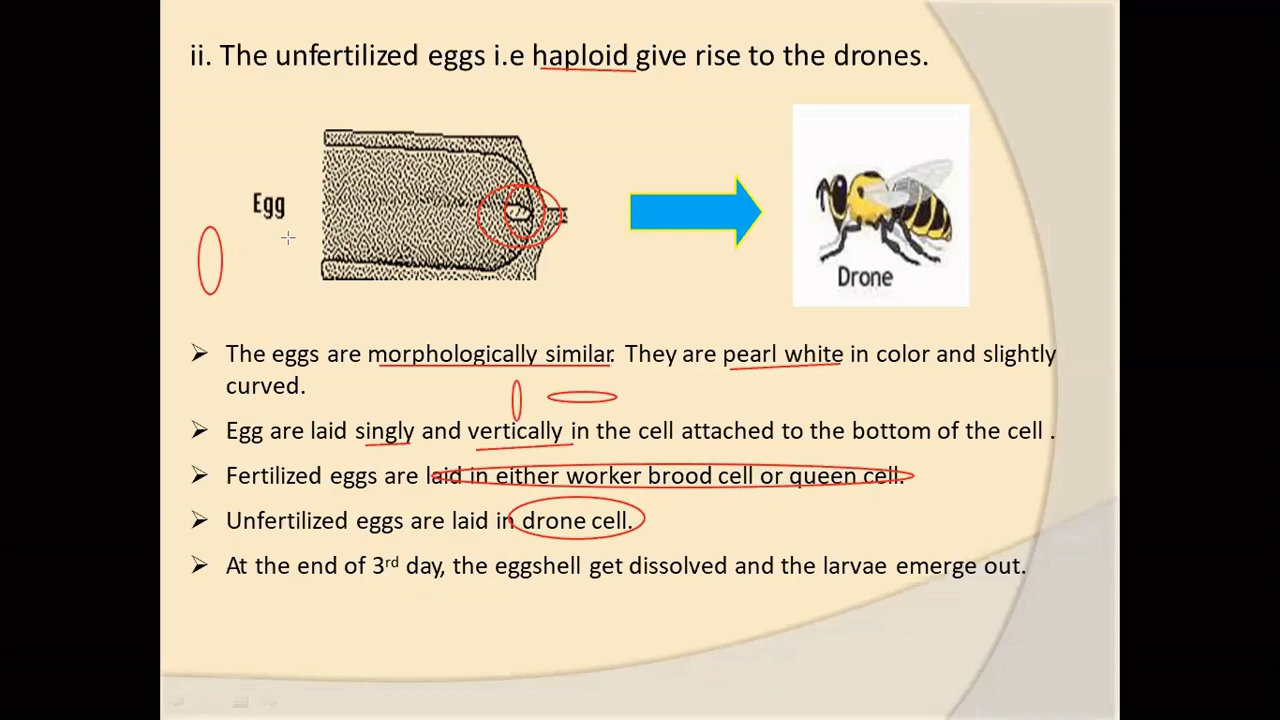 ii. The unfertilized eggs i.e haploid give rise to the drones.
Egg
Drone
The eggs are morphologically similar. They are pearl white in color and slightly
curved.
Egg are laid singly and vertically in the cell attached to the bottom of the cell .
Fertilized eggs are laid in either worker brood cell or queen cell.
Unfertilized eggs are laid in drone cell.
At the end of 3rd day, the eggshell get dissolved and the larvae emerge out.